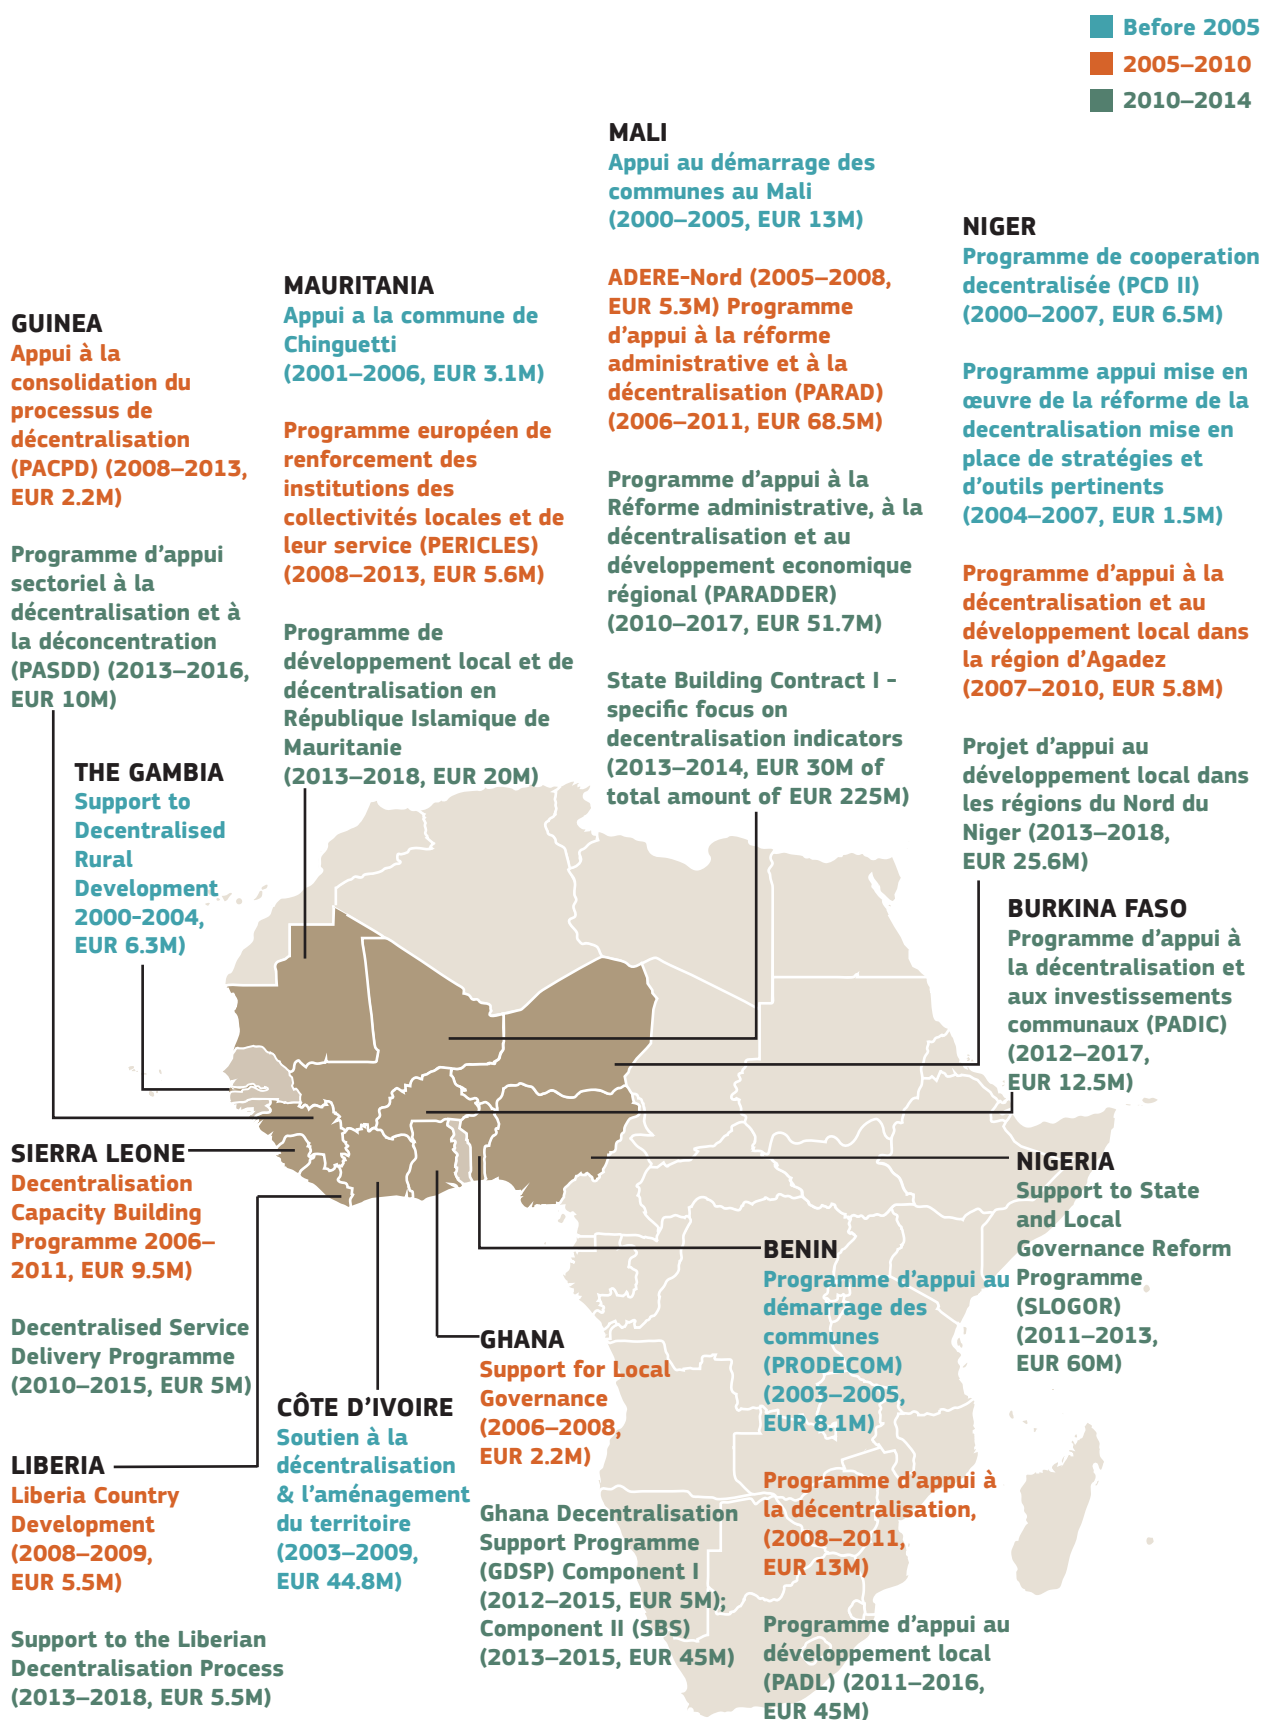 Before 2005
2005–2010
2010–2014
MALI
Appui au démarrage des
communes au Mali
(2000–2005, EUR 13M)
ADERE-Nord (2005–2008,
EUR 5.3M) Programme
d’appui à la réforme
administrative et à la
décentralisation (PARAD)
(2006–2011, EUR 68.5M)
Programme d’appui à la
Réforme administrative, à la
décentralisation et au
développement economique
régional (PARADDER)
(2010–2017, EUR 51.7M)
State Building Contract I -
specific focus on
decentralisation indicators
(2013–2014, EUR 30M of
total amount of EUR 225M)
NIGER
Programme de cooperation
decentralisée (PCD II)
(2000–2007, EUR 6.5M)
Programme appui mise en
œuvre de la réforme de la
decentralisation mise en
place de stratégies et
d’outils pertinents
(2004–2007, EUR 1.5M)
Programme d’appui à la
décentralisation et au
développement local dans
la région d’Agadez
(2007–2010, EUR 5.8M)
Projet d’appui au
développement local dans
les régions du Nord du
Niger (2013–2018,
EUR 25.6M)
MAURITANIA
Appui a la commune de
Chinguetti
(2001–2006, EUR 3.1M)
Programme européen de
renforcement des
institutions des
collectivités locales et de
leur service (PERICLES)
(2008–2013, EUR 5.6M)
Programme de
développement local et de
décentralisation en
République Islamique de
Mauritanie
(2013–2018, EUR 20M)
GUINEA
Appui à la
consolidation du
processus de
décentralisation
(PACPD) (2008–2013,
EUR 2.2M)
Programme d’appui
sectoriel à la
décentralisation et à
la déconcentration
(PASDD) (2013–2016,
EUR 10M)
THE GAMBIA
Support to
Decentralised
Rural
Development
2000-2004,
EUR 6.3M)
BURKINA FASO
Programme d’appui à
la décentralisation et
aux investissements
communaux (PADIC)
(2012–2017,
EUR 12.5M)
SIERRA LEONE
Decentralisation
Capacity Building
Programme 2006–
2011, EUR 9.5M)
Decentralised Service
Delivery Programme
(2010–2015, EUR 5M)
NIGERIA
Support to State
and Local
Governance Reform
Programme
(SLOGOR)
(2011–2013,
EUR 60M)
BENIN
Programme d’appui au
démarrage des
communes
(PRODECOM)
(2003–2005,
EUR 8.1M)
Programme d’appui à
la décentralisation,
(2008–2011,
EUR 13M)
Programme d’appui au
développement local
(PADL) (2011–2016,
EUR 45M)
GHANA
Support for Local
Governance
(2006–2008,
EUR 2.2M)
Ghana Decentralisation
Support Programme
(GDSP) Component I
(2012–2015, EUR 5M);
Component II (SBS)
(2013–2015, EUR 45M)
CÔTE D’IVOIRE
Soutien à la
décentralisation
& l’aménagement
du territoire
(2003–2009,
EUR 44.8M)
LIBERIA
Liberia Country
Development
(2008–2009,
EUR 5.5M)
Support to the Liberian
Decentralisation Process
(2013–2018, EUR 5.5M)